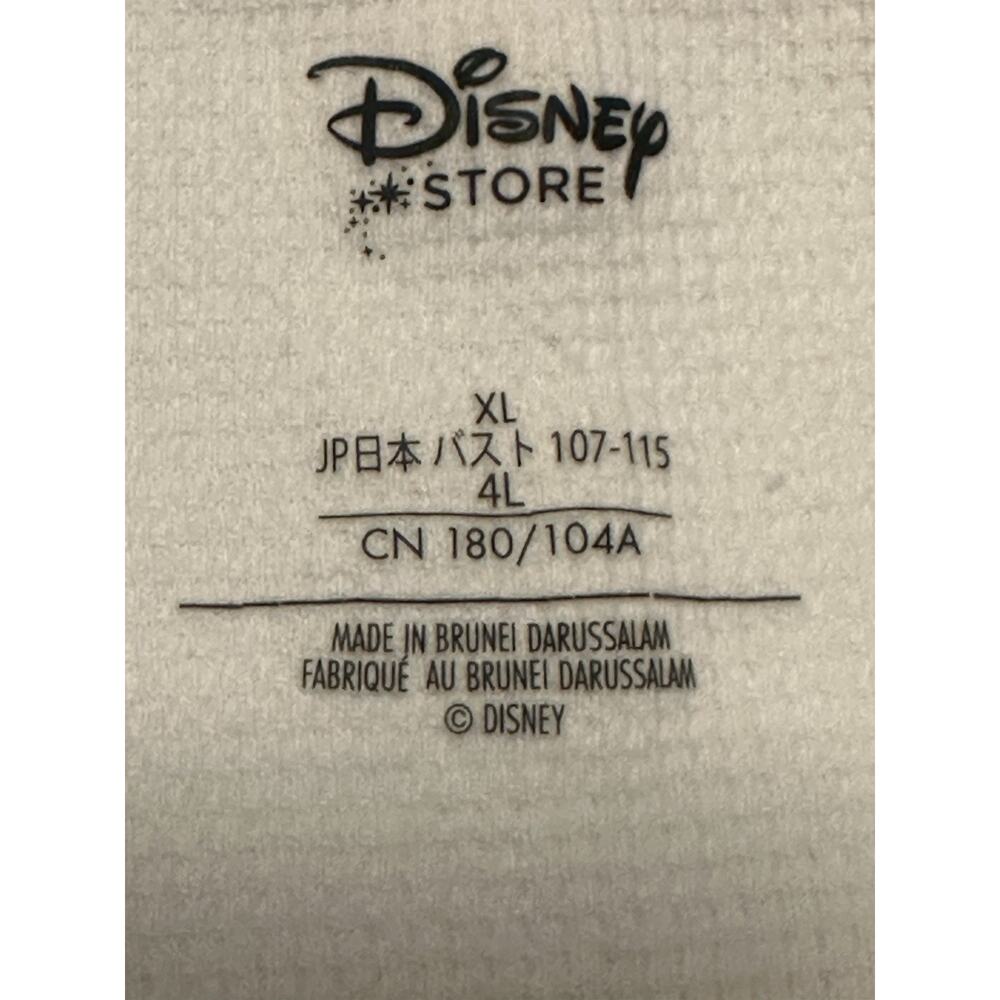 Disney
STORE
XL
JP日本 バスト 107-115
4L
CN 180/104A
MADE IN BRUNEI DARUSSALAM
FABRIQUÉ AU BRUNEI DARUSSALAM
© DISNEY